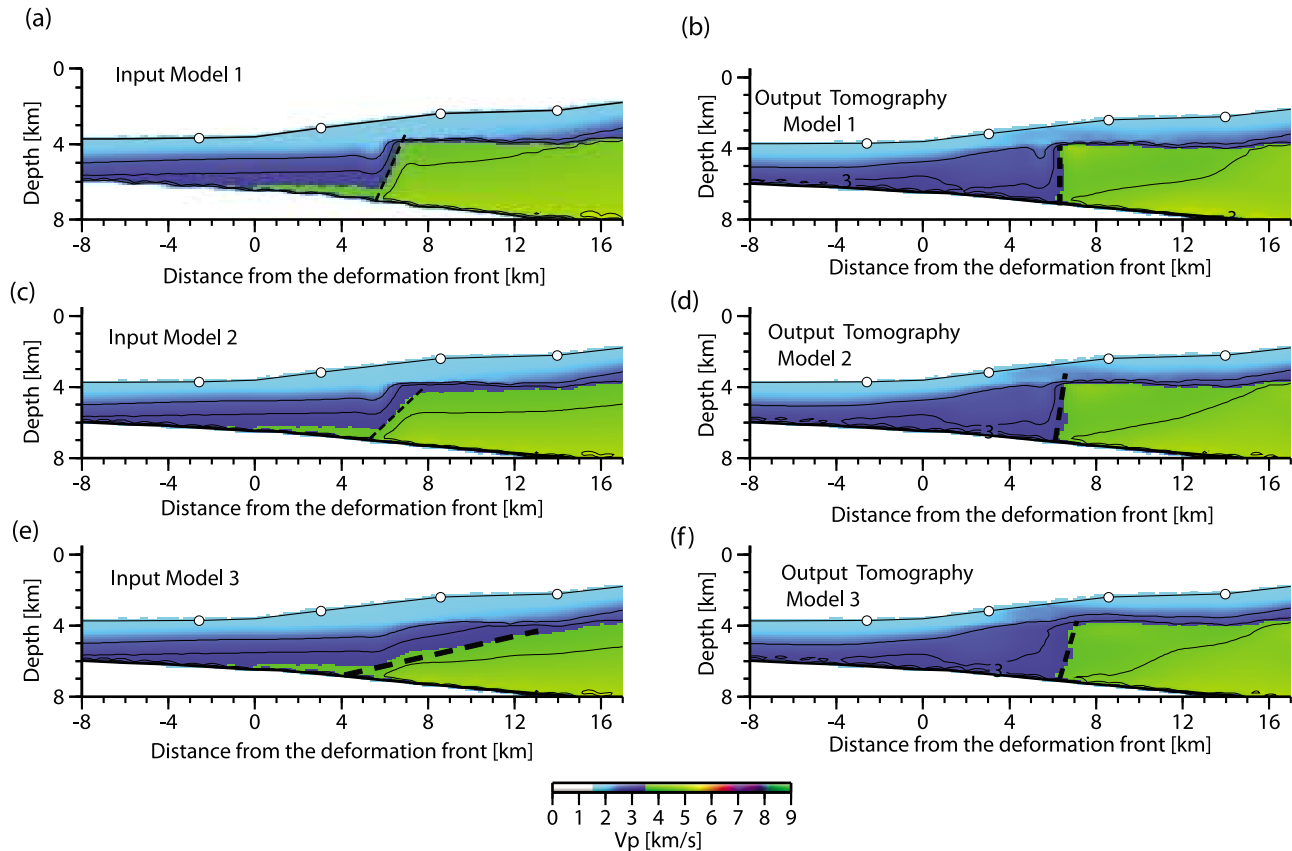 (a)
Input Model 1
0
4
8
Depth [km]
-8 -4 0 4 8 12 16
Distance from the deformation front [km]
(b)
Output Tomography
Model 1
0
4
8
Depth [km]
3
3
-8 -4 0 4 8 12 16
Distance from the deformation front [km]
(c)
Input Model 2
0
4
8
Depth [km]
-8 -4 0 4 8 12 16
Distance from the deformation front [km]
(d)
Output Tomography
Model 2
0
4
8
Depth [km]
3
-8 -4 0 4 8 12 16
Distance from the deformation front [km]
(e)
Input Model 3
0
4
8
Depth [km]
-8 -4 0 4 8 12 16
Distance from the deformation front [km]
(f)
Output Tomography
Model 3
0
4
8
Depth [km]
3
-8 -4 0 4 8 12 16
Distance from the deformation front [km]
0 1 2 3 4 5 6 7 8 9
Vp [km/s]